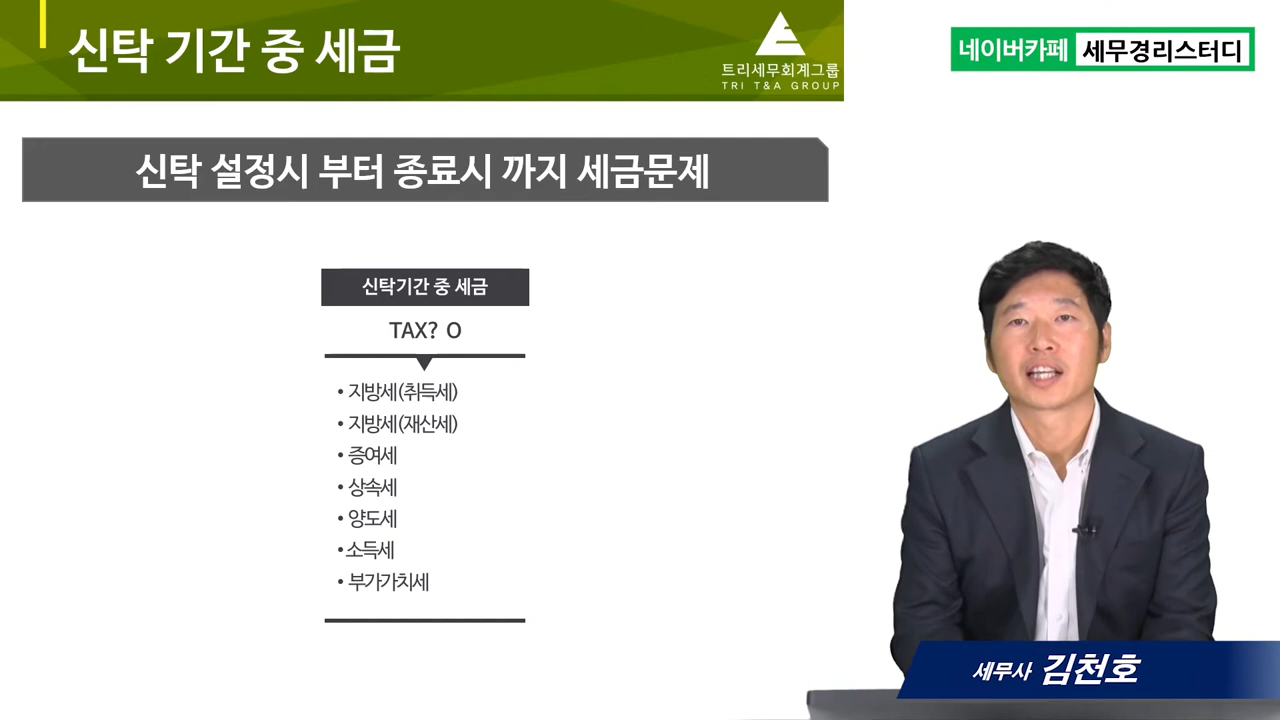 신탁 기간 중 세금
트리세무회계그룹
TRI T&A GROUP
네이버카페 세무경리스터디
신탁 설정시 부터 종료시 까지 세금문제
신탁기간 중 세금
TAX? O
• 지방세(취득세)
• 지방세(재산세)
• 증여세
• 상속세
• 양도세
• 소득세
• 부가가치세
세무사 김천호